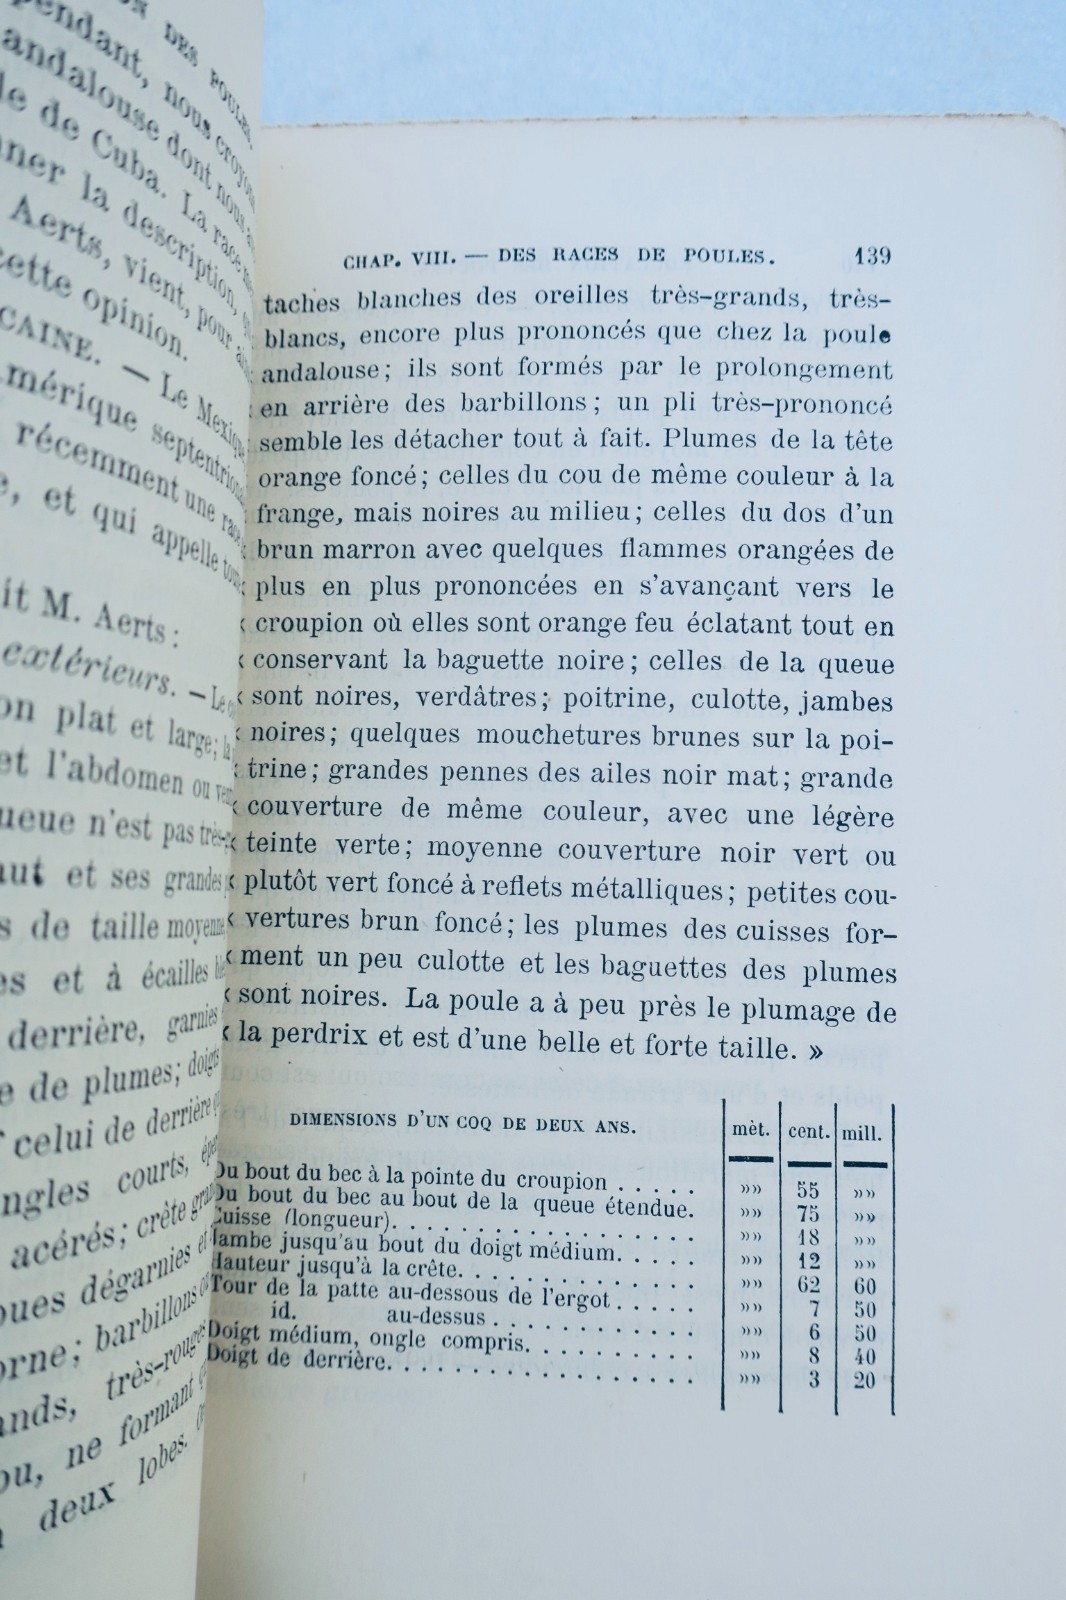 DES POULES.
pendant, nous croyons
andalouse dont nous
de Cuba. La race
la description,
Aerts, vient, pour
cette opinion.
CAINE. — Le Mexique
septentrionale
récemment une race
et qui appelle
M. Aerts :
extérieurs. — Le
plat et large; la
et l'abdomen ou
n'est pas
et ses grandes
de taille moyenne
et à écailles
derrière, garnies
de plumes; doigts
celui de derrière
ongles courts,
acérés; crête
dégarnies et
barbillons
très-rouges
ne formant
deux lobes.
CHAP. VIII. — DES RACES DE POULES. 139
taches blanches des oreilles très-grands, très-
blancs, encore plus prononcés que chez la poule
andalouse; ils sont formés par le prolongement
en arrière des barbillons; un pli très-prononcé
semble les détacher tout à fait. Plumes de la tête
orange foncé; celles du cou de même couleur à la
frange, mais noires au milieu; celles du dos d'un
brun marron avec quelques flammes orangées de
plus en plus prononcées en s'avançant vers le
« croupion où elles sont orange feu éclatant tout en
« conservant la baguette noire; celles de la queue
« sont noires, verdâtres; poitrine, culotte, jambes
« noires; quelques mouchetures brunes sur la poi-
« trine; grandes pennes des ailes noir mat; grande
« couverture de même couleur, avec une légère
« teinte verte; moyenne couverture noir vert ou
« plutôt vert foncé à reflets métalliques; petites cou-
« vertures brun foncé; les plumes des cuisses for-
« ment un peu culotte et les baguettes des plumes
« sont noires. La poule a à peu près le plumage de
« la perdrix et est d'une belle et forte taille. »
DIMENSIONS D'UN COQ DE DEUX ANS. mèt. cent. mill.
Du bout du bec à la pointe du croupion . . . . . »» 55 »»
Du bout du bec au bout de la queue étendue. »» 75 »»
Cuisse (longueur). . . . . . . . . . . . . . . »» 18 »»
Jambe jusqu'au bout du doigt médium. . . . . »» 12 »»
Hauteur jusqu'à la crête. . . . . . . . . . . . »» 62 60
Tour de la patte au-dessous de l'ergot . . . . . »» 7 50
id. au-dessus . . . . . . . . . . . »» 6 50
Doigt médium, ongle compris. . . . . . . . . »» 8 40
Doigt de derrière. . . . . . . . . . . . . . . . »» 3 20